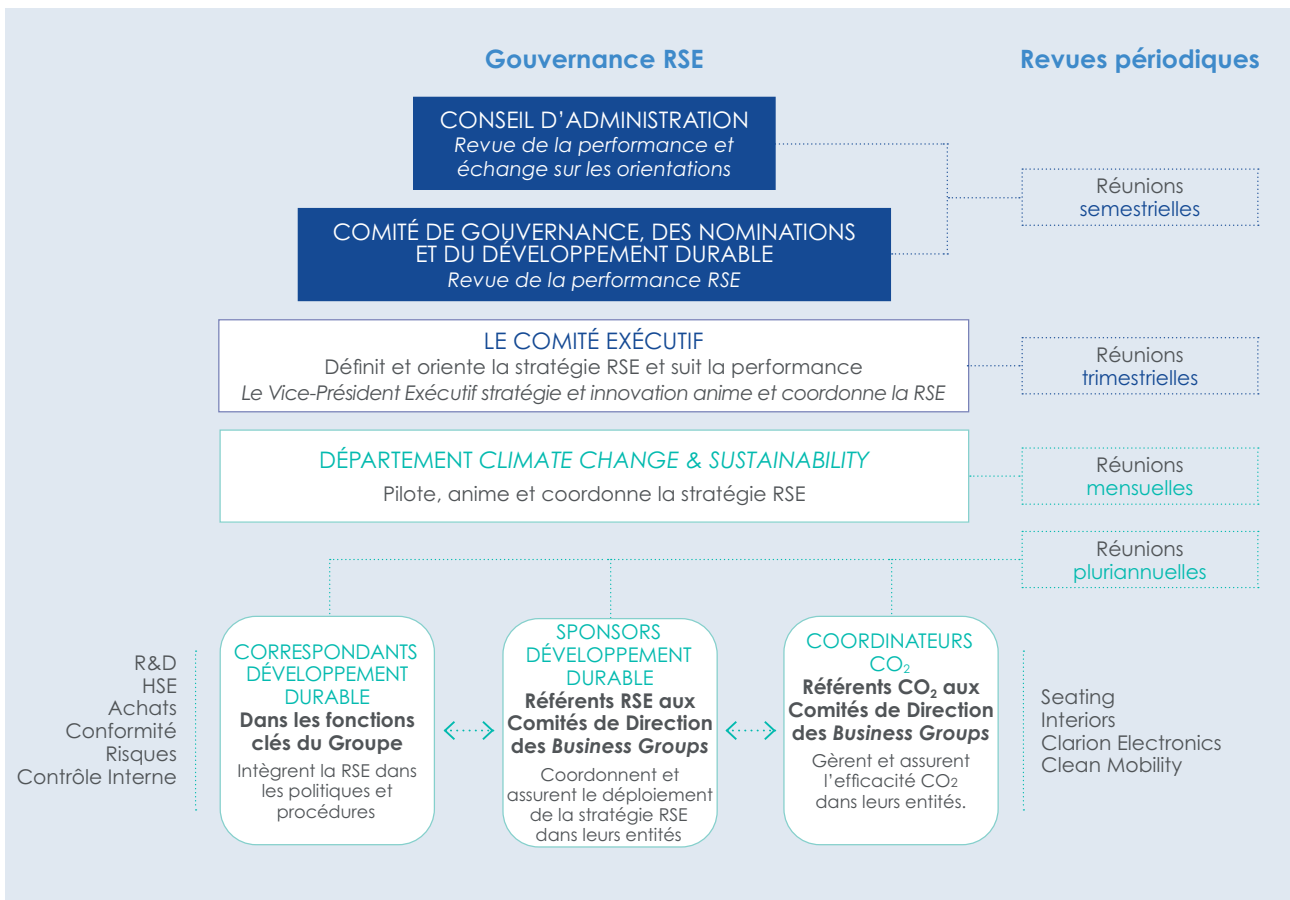 Gouvernance RSE
Revues périodiques
CONSEIL D’ADMINISTRATION
Revue de la performance et
échange sur les orientations
Réunions
semestrielles
COMITÉ DE GOUVERNANCE, DES NOMINATIONS
ET DU DÉVELOPPEMENT DURABLE
Revue de la performance RSE
LE COMITÉ EXÉCUTIF
Définit et oriente la stratégie RSE et suit la performance
Le Vice-Président Exécutif stratégie et innovation anime et coordonne la RSE
Réunions
trimestrielles
DÉPARTEMENT CLIMATE CHANGE & SUSTAINABILITY
Pilote, anime et coordonne la stratégie RSE
Réunions
mensuelles
Réunions
pluriannuelles
R&D
HSE
Achats
Conformité
Risques
Contrôle Interne
CORRESPONDANTS
DÉVELOPPEMENT
DURABLE
Dans les fonctions
clés du Groupe
Intègrent la RSE dans
les politiques et
procédures
SPONSORS
DÉVELOPPEMENT
DURABLE
Référents RSE aux
Comités de Direction
des Business Groups
Coordonnent et
assurent le déploiement
de la stratégie RSE
dans leurs entités
COORDINATEURS
CO₂
Référents CO₂ aux
Comités de Direction
des Business Groups
Gèrent et assurent
l’efficacité CO2
dans leurs entités.
Seating
Interiors
Clarion Electronics
Clean Mobility